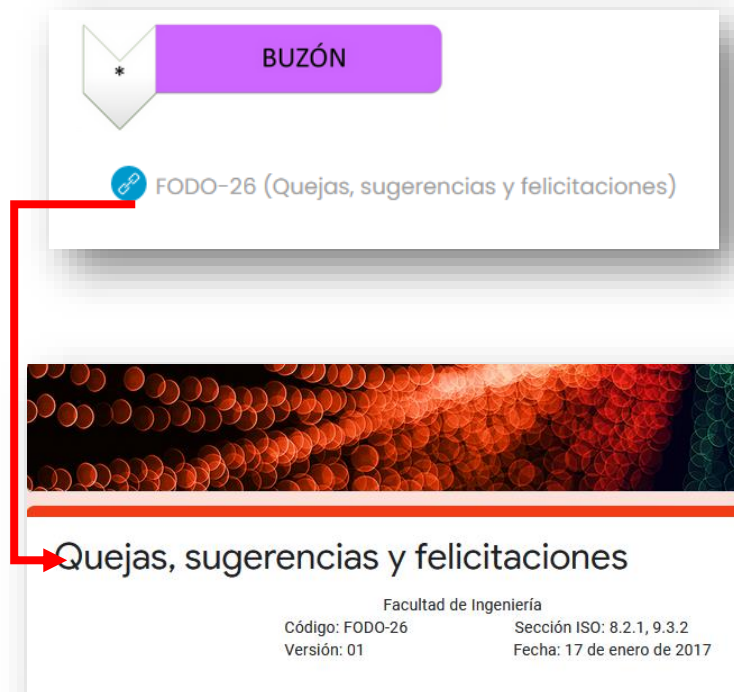 *
BUZÓN
FODO-26 (Quejas, sugerencias y felicitaciones)
Quejas, sugerencias y felicitaciones
Facultad de Ingeniería
Código: FODO-26 Sección ISO: 8.2.1, 9.3.2
Versión: 01 Fecha: 17 de enero de 2017